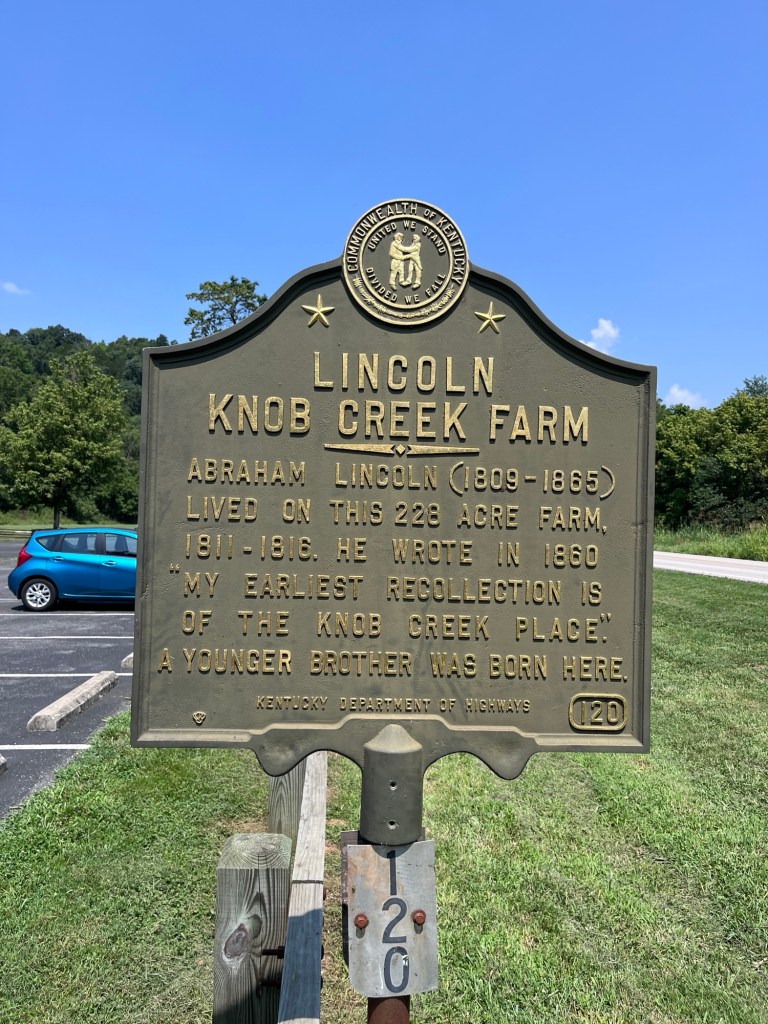 COMMONWEALTH OF KENTUCKY
UNITED WE STAND
DIVIDED WE FALL
LINCOLN
KNOB CREEK FARM
ABRAHAM LINCOLN (1809-1865)
LIVED ON THIS 228 ACRE FARM,
1811-1816. HE WROTE IN 1860
"MY EARLIEST RECOLLECTION IS
OF THE KNOB CREEK PLACE".
A YOUNGER BROTHER WAS BORN HERE.
KENTUCKY DEPARTMENT OF HIGHWAYS
120
120